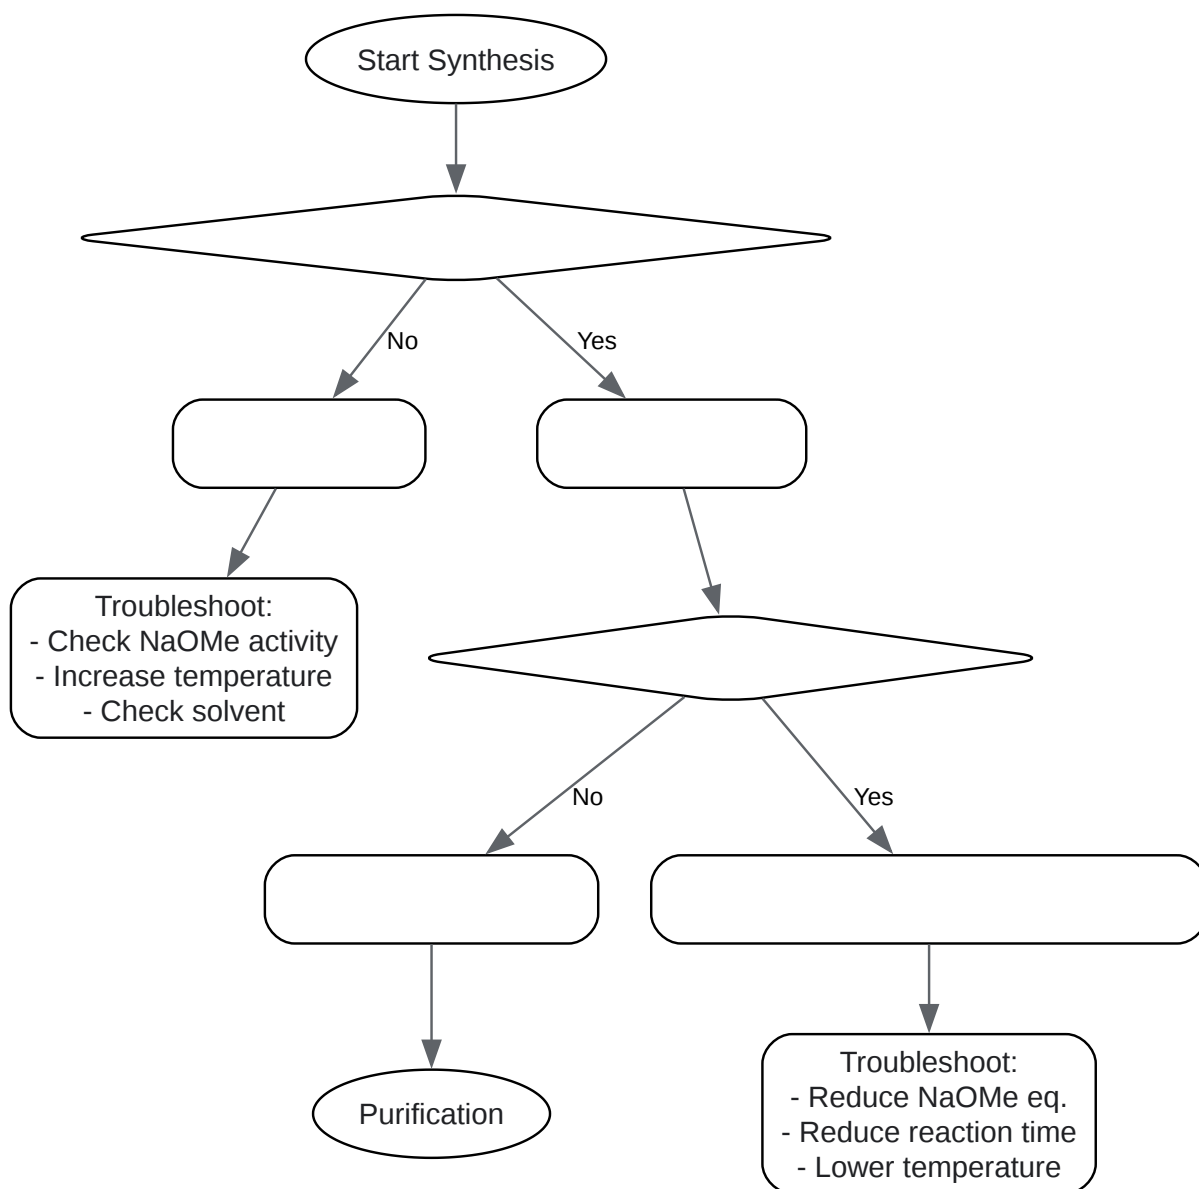 Start Synthesis
No
Yes
Troubleshoot:
- Check NaOMe activity
- Increase temperature
- Check solvent
No
Yes
Purification
Troubleshoot:
- Reduce NaOMe eq.
- Reduce reaction time
- Lower temperature